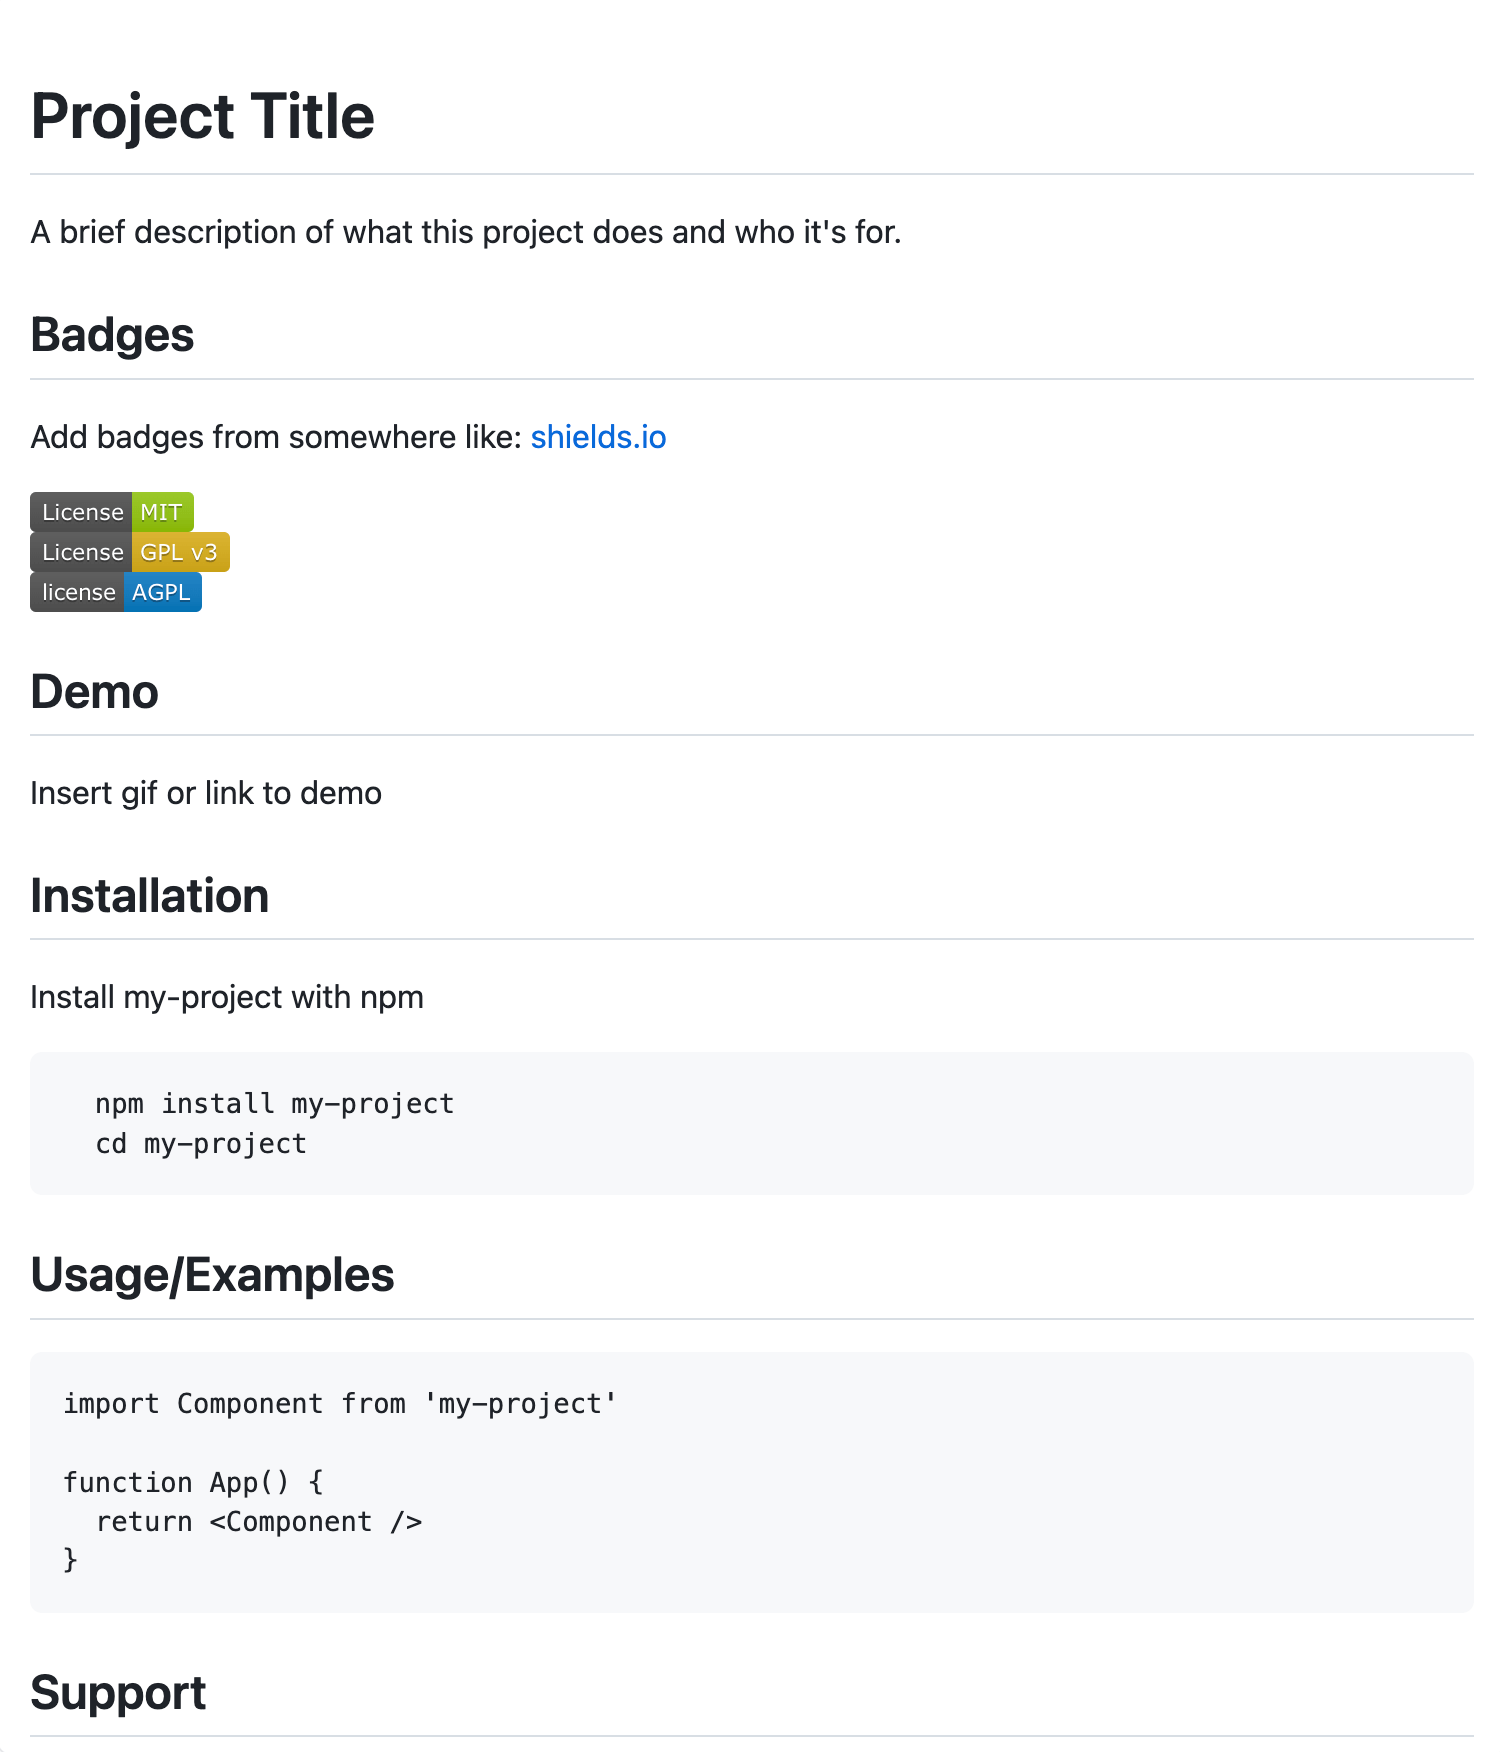 Project Title
A brief description of what this project does and who it's for.
Badges
Add badges from somewhere like: shields.io
License MIT
License GPL v3
license AGPL
Demo
Insert gif or link to demo
Installation
Install my-project with npm
  npm install my-project
  cd my-project
Usage/Examples
import Component from 'my-project'

function App() {
  return <Component />
}
Support